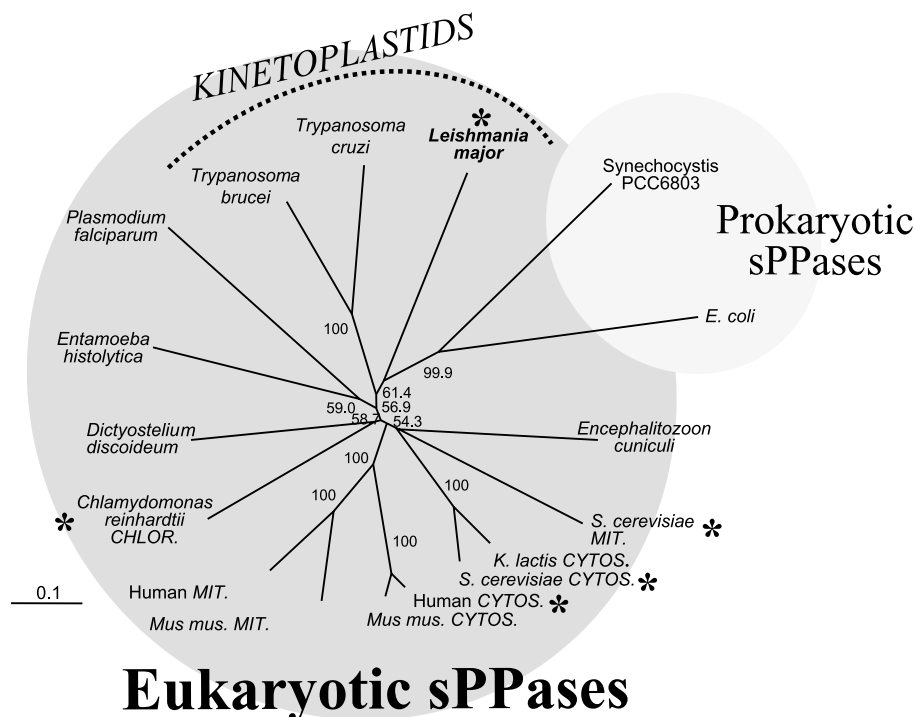 KINETOPLASTIDS
*
Trypanosoma
cruzi
Leishmania
major
Trypanosoma
brucei
Synechocystis
PCC6803
Plasmodium
falciparum
Prokaryotic
sPPases
E. coli
100
Entamoeba
histolytica
99.9
61.4
59.0
56.9
58.7
54.3
Dictyostelium
discoideum
Encephalitozoon
cuniculi
100
100
100
Chlamydomonas
reinhardtii
CHLOR.
*
S. cerevisiae
MIT.
*
100
K. lactis CYTOS.
S. cerevisiae CYTOS. *
Human MIT.
Human CYTOS. *
Mus mus. MIT.
Mus mus. CYTOS.
0.1
Eukaryotic sPPases